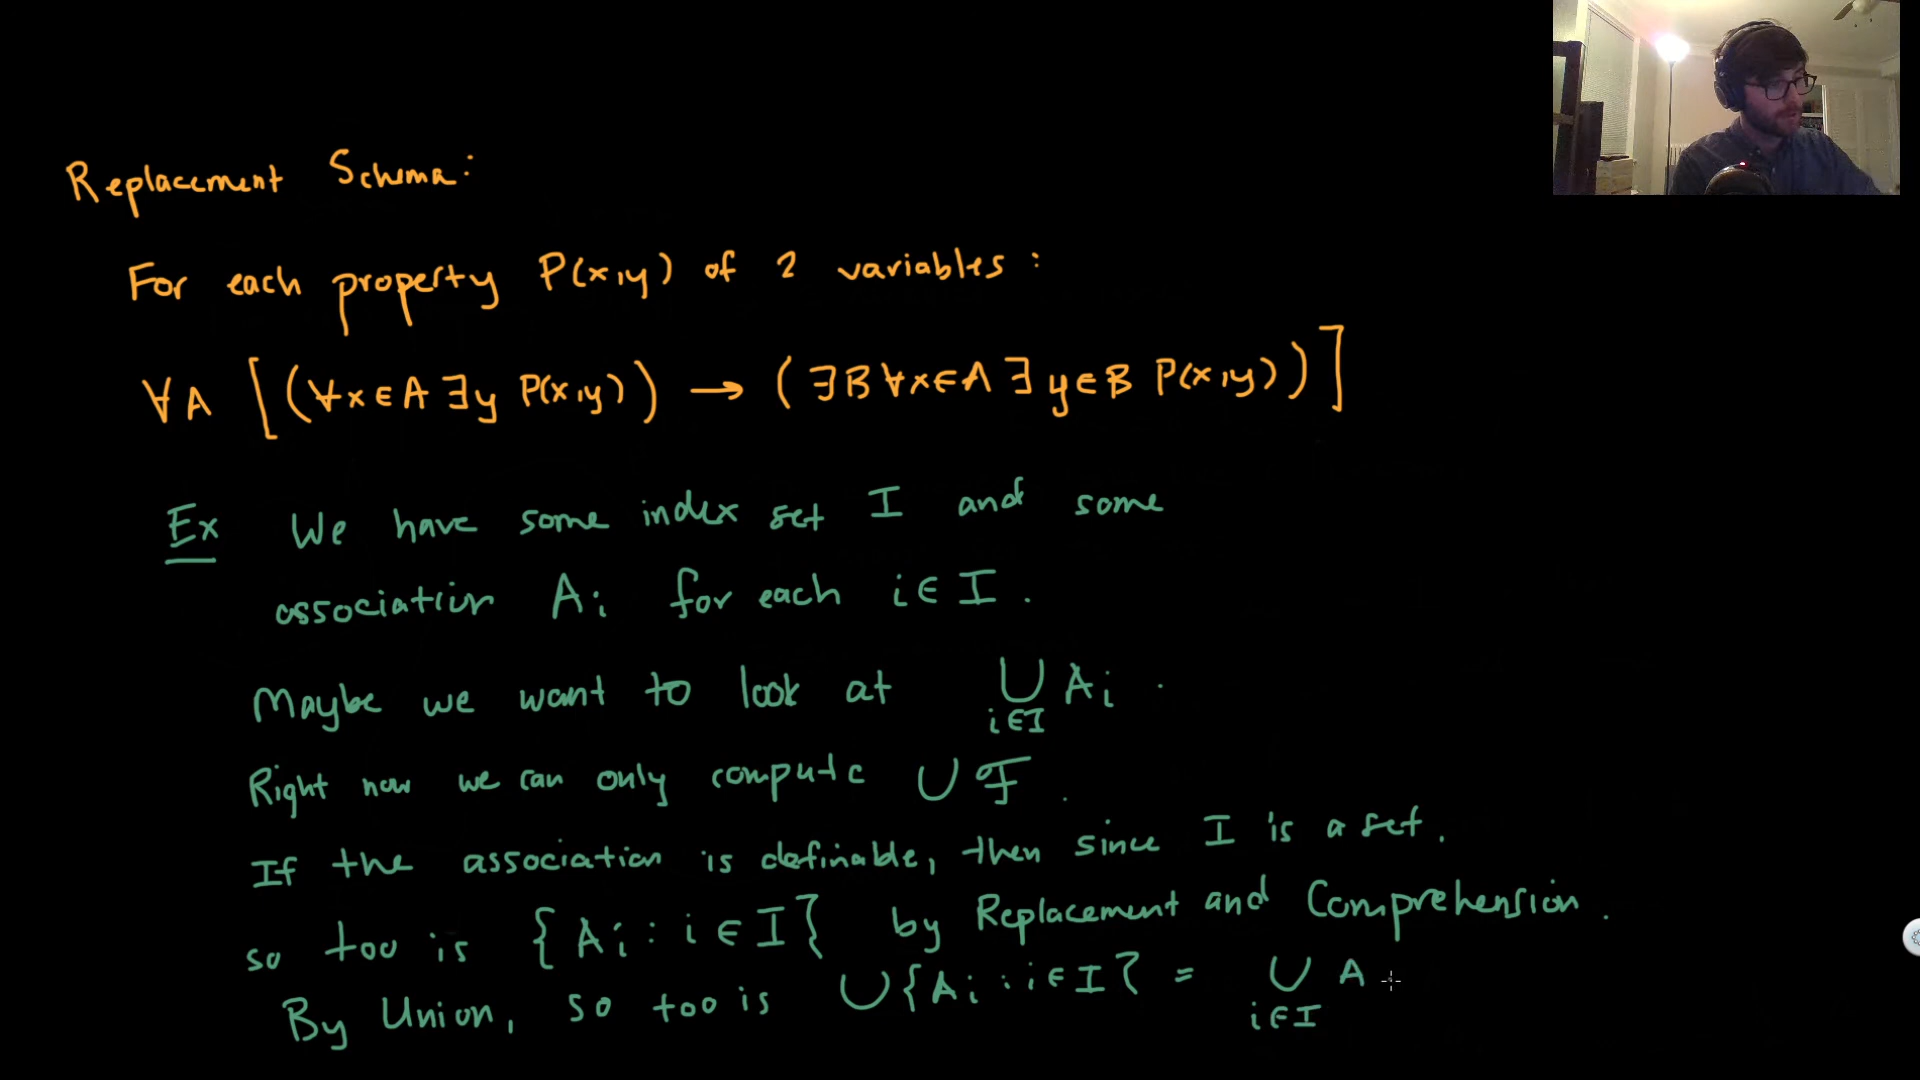 Replacement Schema:
For each property P(x,y) of 2 variables:
∀A [(∀x∈A ∃y P(x,y)) → (∃B ∀x∈A ∃y∈B P(x,y))]
Ex We have some index set I and some
association Aᵢ for each i∈I.
Maybe we want to look at ⋃ Aᵢ.
i∈I
Right now we can only compute ⋃ℱ.
If the association is definable, then since I is a set.
so too is {Aᵢ : i∈I} by Replacement and Comprehension.
By Union, so too is ⋃{Aᵢ : i∈I} = ⋃ A
i∈I